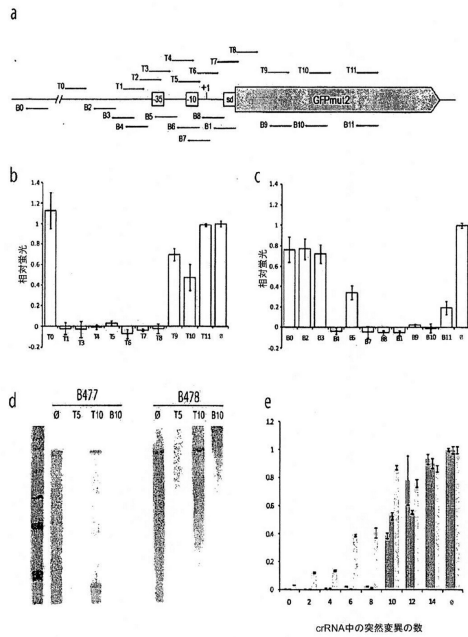 a
T8
T4 T7
T3 T6
T0 T1 T2 T5 +1 T9 T10 T11
-35 -10 sd GFPmut2
B0 B2 B3 B5 B8
B4 B6 B1 B9 B10 B11
B7
b
相対蛍光
1.4
1.2
1
0.8
0.6
0.4
0.2
0
-0.2
T0 T1 T3 T4 T5 T6 T7 T8 T9 T10 T11 ø
c
相対蛍光
1.4
1.2
1
0.8
0.6
0.4
0.2
0
-0.2
B0 B2 B3 B4 B5 B7 B8 B1 B9 B10 B11 ø
d
B477 B478
Ø T5 T10 B10 Ø T5 T10 B10
e
1.2
1
0.8
0.6
0.4
0.2
0
0 2 4 6 8 10 12 14 ø
crRNA中の突然変異の数